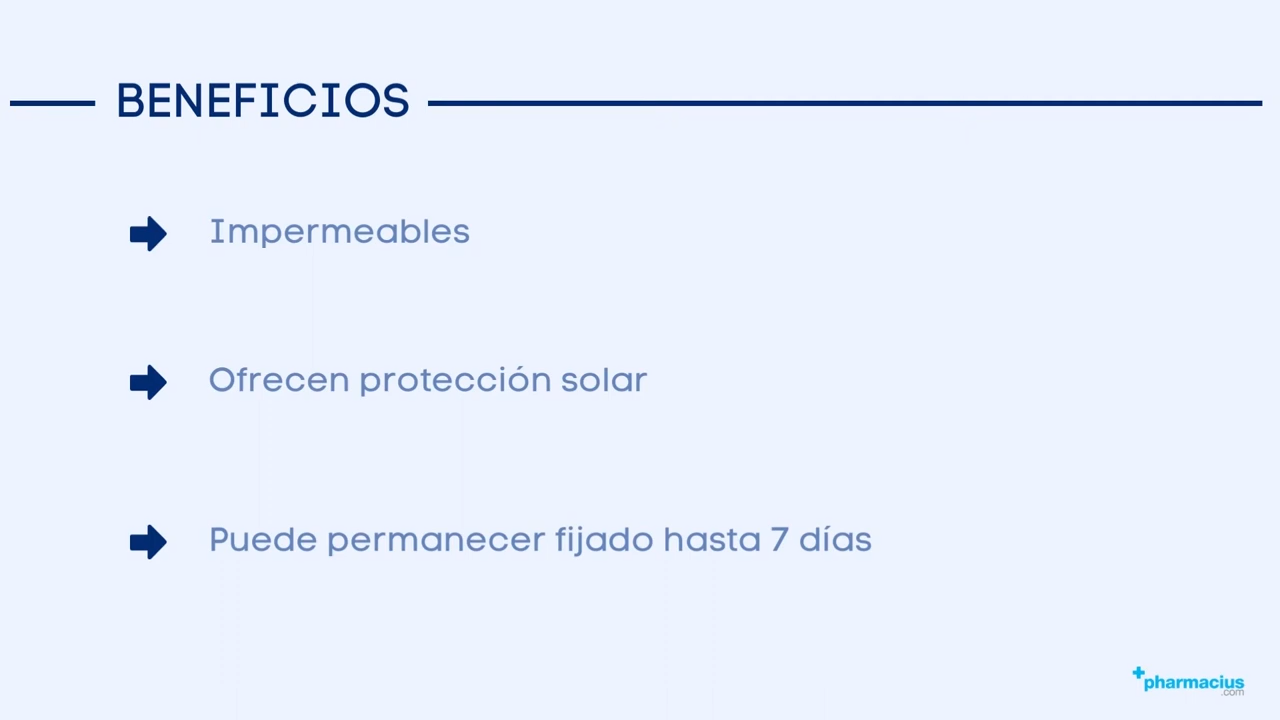 BENEFICIOS
Impermeables
Ofrecen protección solar
Puede permanecer fijado hasta 7 días
pharmacius
.com